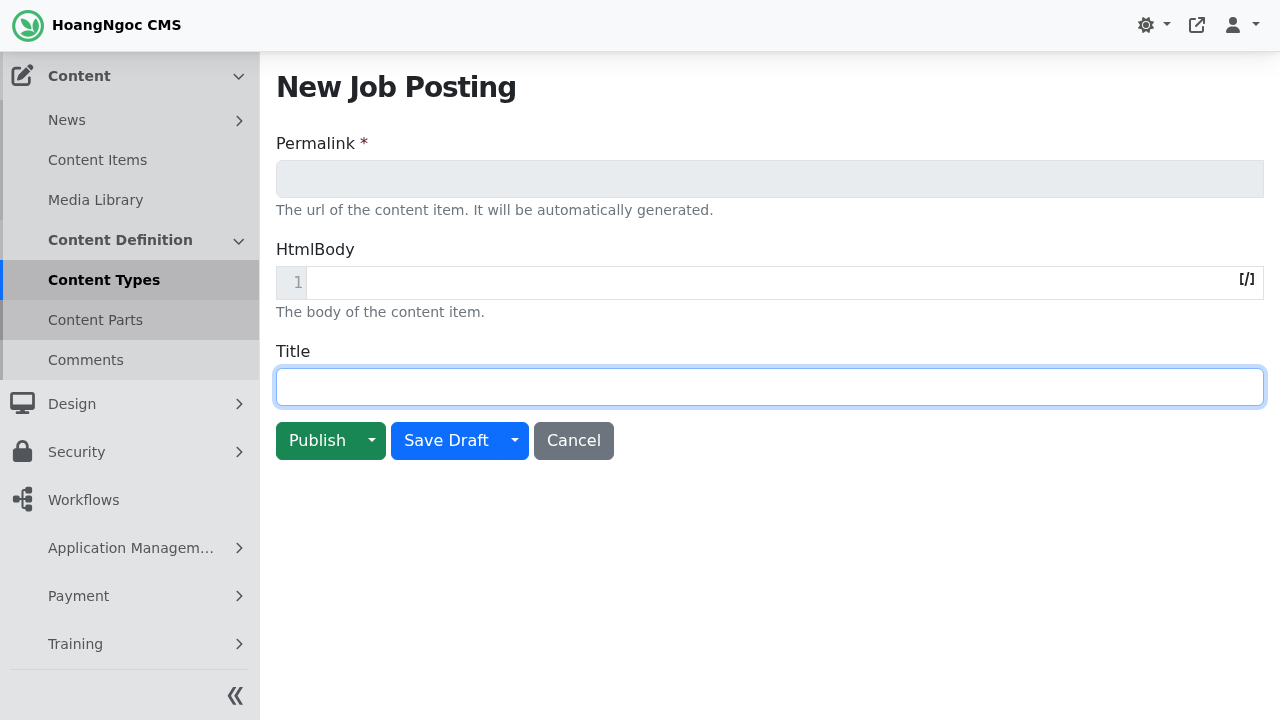 HoangNgoc CMS
Content
News
Content Items
Media Library
Content Definition
Content Types
Content Parts
Comments
Design
Security
Workflows
Application Managem...
Payment
Training
New Job Posting
Permalink *
The url of the content item. It will be automatically generated.
HtmlBody
1
[/]
The body of the content item.
Title
Publish
Save Draft
Cancel